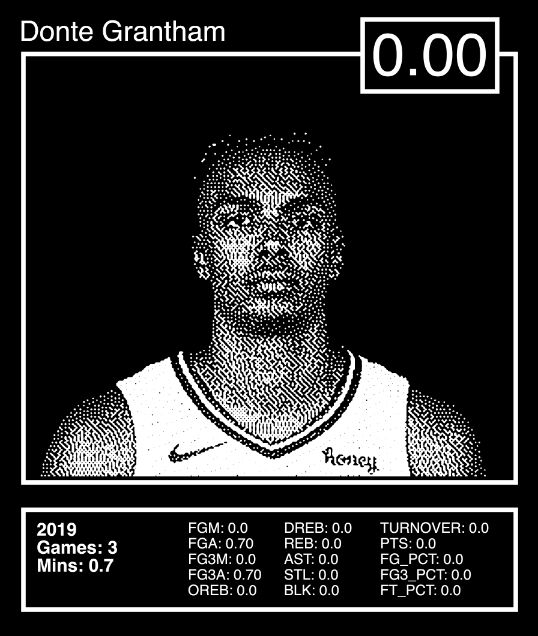 Donte Grantham
0.00
Honey
2019
Games: 3
Mins: 0.7
FGM: 0.0
FGA: 0.70
FG3M: 0.0
FG3A: 0.70
OREB: 0.0
DREB: 0.0
REB: 0.0
AST: 0.0
STL: 0.0
BLK: 0.0
TURNOVER: 0.0
PTS: 0.0
FG_PCT: 0.0
FG3_PCT: 0.0
FT_PCT: 0.0